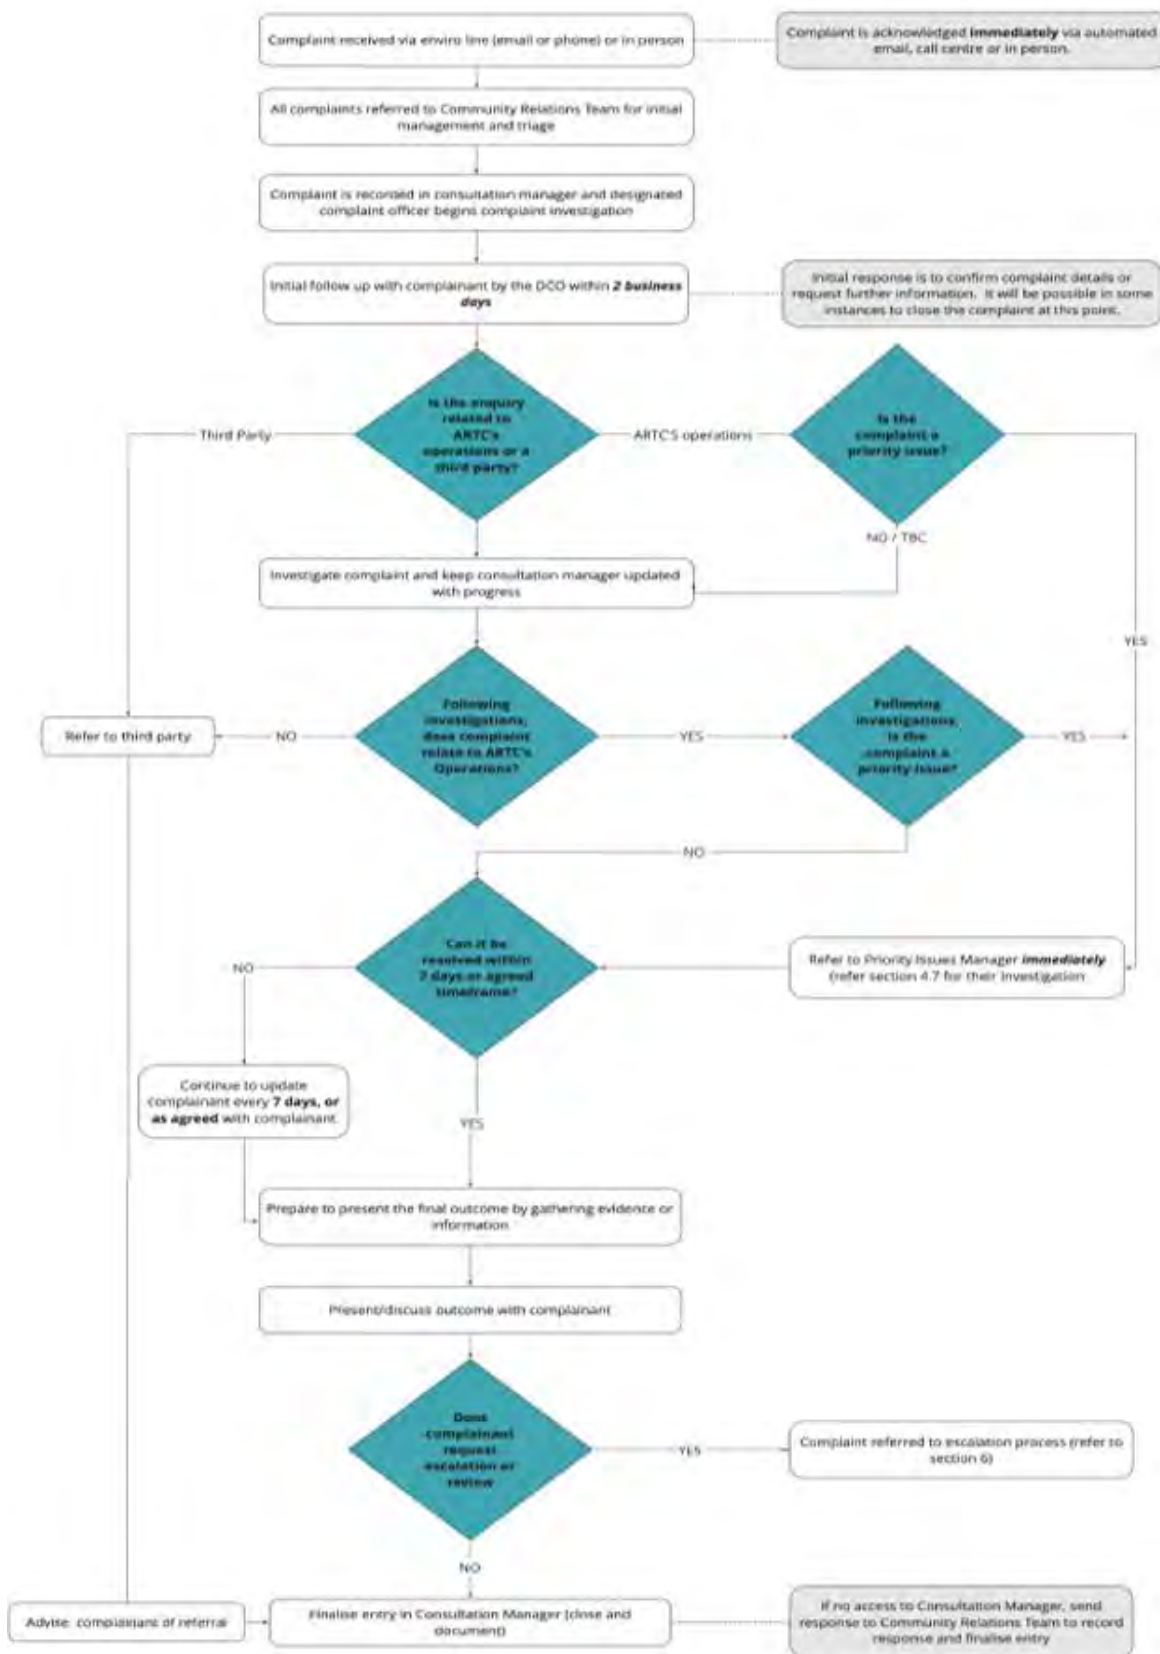 Complaint received via enviro line (email or phone) or in person
Complaint is acknowledged immediately via automated
email, call centre or in person.
All complaints referred to Community Relations Team for initial
management and triage
Complaint is recorded in consultation manager and designated
complaint officer begins complaint investigation
Initial follow up with complainant by the DCO within 2 business
days
Initial response is to confirm complaint details or
request further information. It will be possible in some
instances to close the complaint at this point.
Is the enquiry
related to
ARTC's
operations or a
third party?
Third Party
ARTC'S operations
Is the
complaint a
priority issue?
NO / TBC
YES
Investigate complaint and keep consultation manager updated
with progress
Following
investigations,
does complaint
relate to ARTC's
Operations?
NO
Refer to third party
YES
Following
investigations,
is the
complaint a
priority issue?
YES
NO
Can it be
resolved within
7 days or agreed
timeframe?
NO
Refer to Priority Issues Manager immediately
(refer section 4.7 for their investigation
Continue to update
complainant every 7 days, or
as agreed with complainant
YES
Prepare to present the final outcome by gathering evidence or
information
Present/discuss outcome with complainant
Does
complainant
request
escalation or
review
YES
Complaint referred to escalation process (refer to
section 6)
NO
Advise complainant of referral
Finalise entry in Consultation Manager (close and
document)
If no access to Consultation Manager, send
response to Community Relations Team to record
response and finalise entry